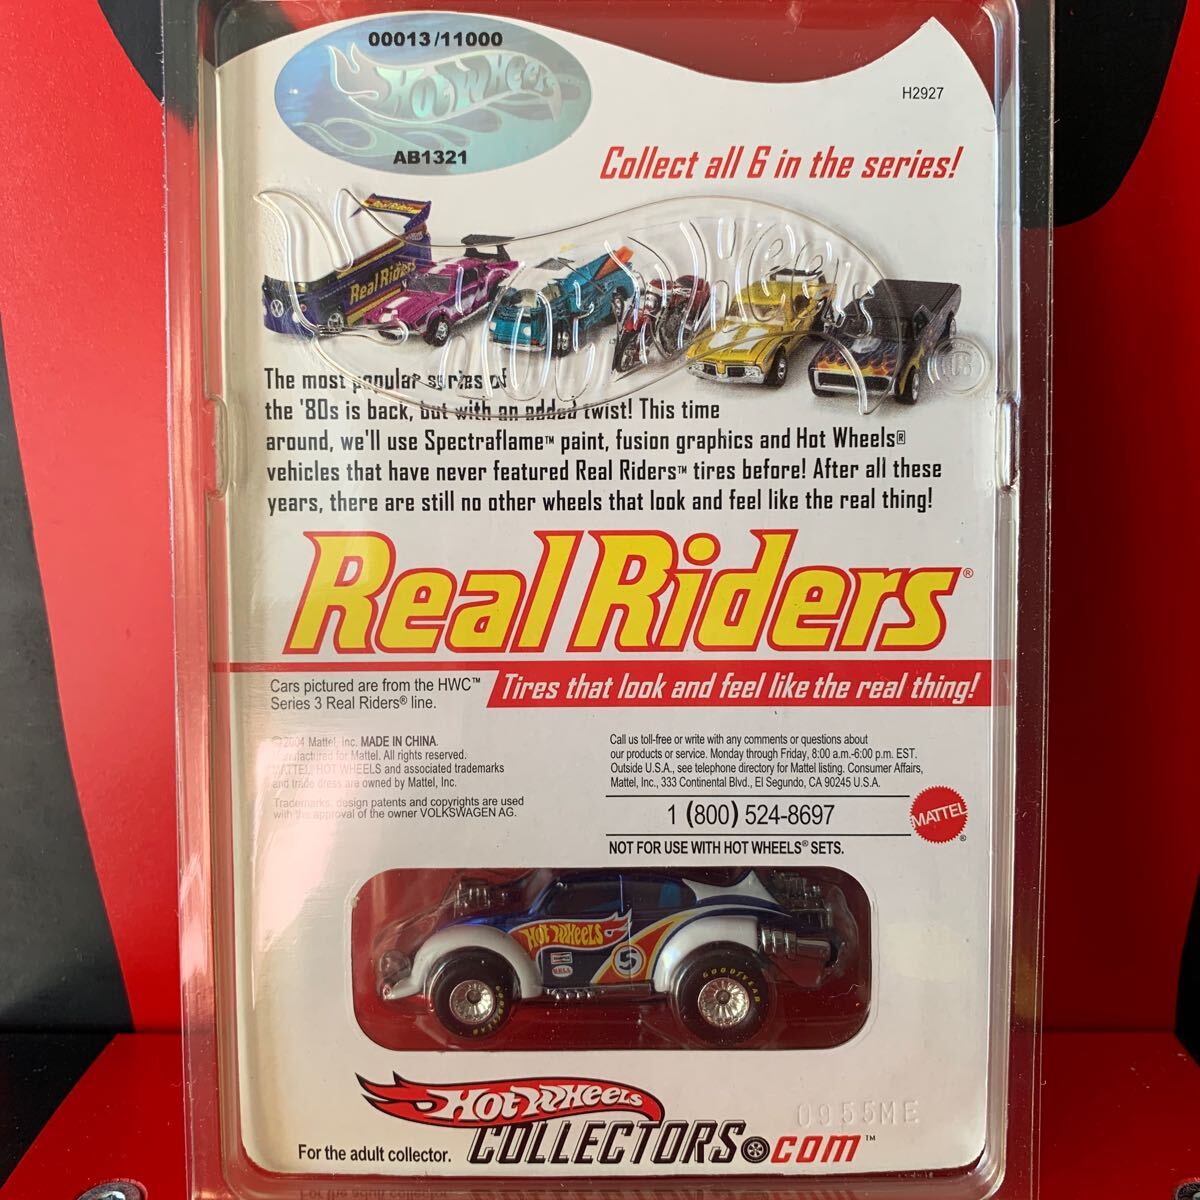 00013/11000
Hot Wheels
AB1321
H2927
Collect all 6 in the series!
Real Riders
Real Riders
Hot Wheels
®
The most popular series of
the '80s is back, but with an added twist! This time
around, we'll use Spectraflame™ paint, fusion graphics and Hot Wheels®
vehicles that have never featured Real Riders™ tires before! After all these
years, there are still no other wheels that look and feel like the real thing!
Real Riders®
Cars pictured are from the HWC™
Series 3 Real Riders® line.
Tires that look and feel like the real thing!
©2004 Mattel, Inc. MADE IN CHINA.
Manufactured for Mattel. All rights reserved.
MATTEL, HOT WHEELS and associated trademarks
and trade dress are owned by Mattel, Inc.
Trademarks, design patents and copyrights are used
with the approval of the owner VOLKSWAGEN AG.
Call us toll-free or write with any comments or questions about
our products or service. Monday through Friday, 8:00 a.m.-6:00 p.m. EST.
Outside U.S.A., see telephone directory for Mattel listing. Consumer Affairs,
Mattel, Inc., 333 Continental Blvd., El Segundo, CA 90245 U.S.A.
1 (800) 524-8697
MATTEL®
NOT FOR USE WITH HOT WHEELS® SETS.
HOT WHEELS
5
BELL
GOODYEAR
GOODYEAR
Hot Wheels
COLLECTORS.com™
0955ME
For the adult collector.